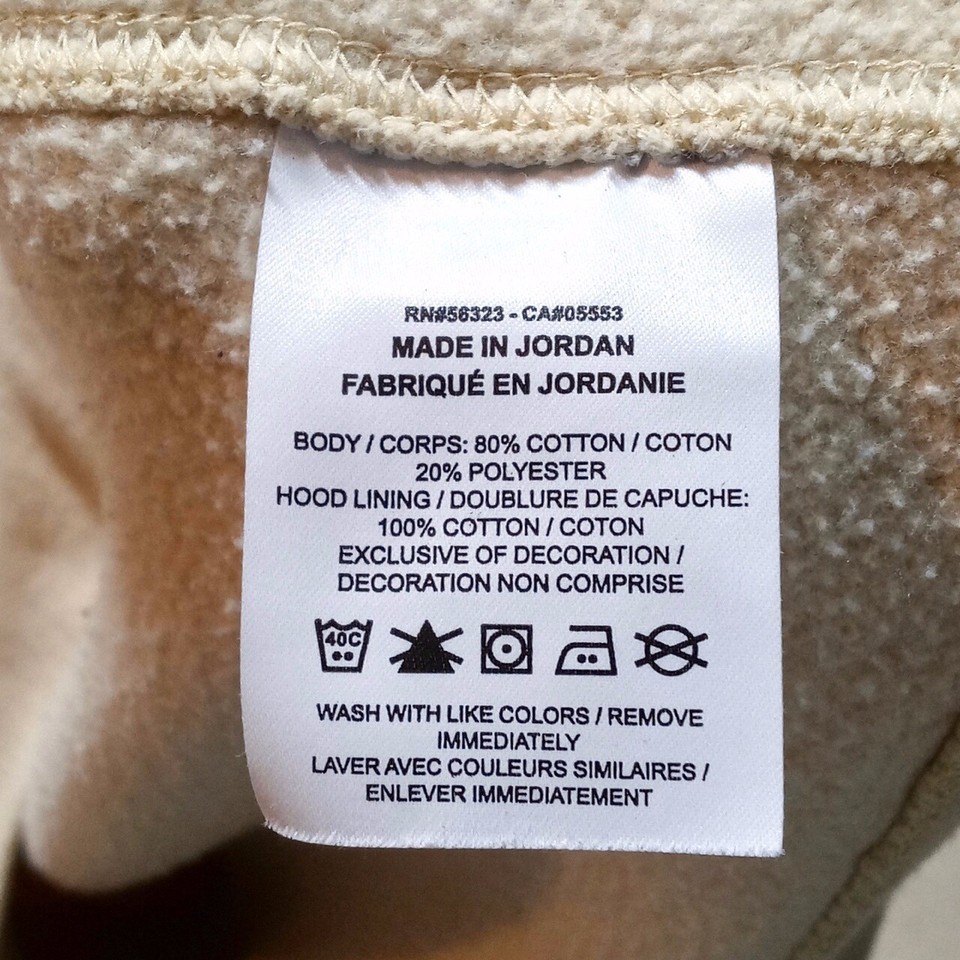 RN#56323 - CA#05553
MADE IN JORDAN
FABRIQUÉ EN JORDANIE
BODY / CORPS: 80% COTTON / COTON
20% POLYESTER
HOOD LINING / DOUBLURE DE CAPUCHE:
100% COTTON / COTON
EXCLUSIVE OF DECORATION /
DECORATION NON COMPRISE
40C
WASH WITH LIKE COLORS / REMOVE
IMMEDIATELY
LAVER AVEC COULEURS SIMILAIRES /
ENLEVER IMMEDIATEMENT